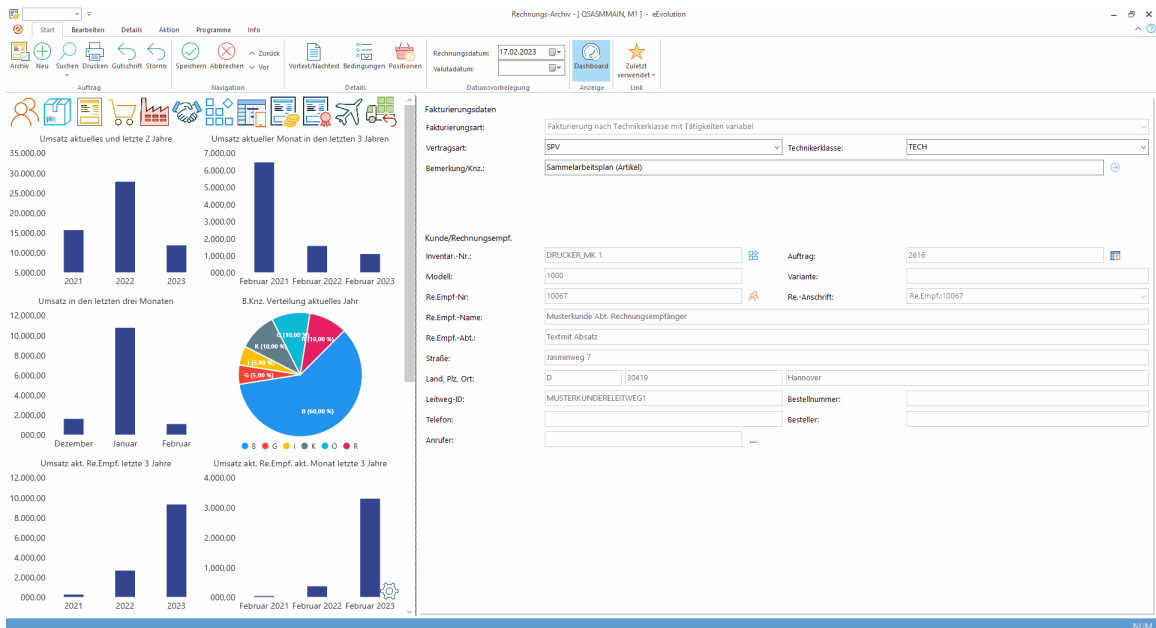 Rechnungs-Archiv - [ QSASMMAIN, M1 ] - eEvolution
Start Bearbeiten Details Aktion Programme Info
Archiv Neu Suchen Drucken Gutschrift Storno
Auftrag
Speichern Abbrechen Zurück Vor
Navigation
Vortext/Nachtext Bedingungen Positionen
Details
Rechnungsdatum: 17.02.2023
Valutadatum:
Datumsvorbelegung
Dashboard
Anzeige
Zuletzt verwendet
Link
Umsatz aktuelles und letzte 2 Jahre
35.000,00
30.000,00
25.000,00
20.000,00
15.000,00
10.000,00
5.000,00
2021 2022 2023
Umsatz aktueller Monat in den letzten 3 Jahren
7.000,00
6.000,00
5.000,00
4.000,00
3.000,00
2.000,00
1.000,00
000,00
Februar 2021 Februar 2022 Februar 2023
Umsatz in den letzten drei Monaten
12.000,00
10.000,00
8.000,00
6.000,00
4.000,00
2.000,00
000,00
Dezember Januar Februar
B.Knz. Verteilung aktuelles Jahr
O (10,00 %)
R (10,00 %)
K (10,00 %)
I (5,00 %)
G (5,00 %)
B (60,00 %)
B G I K O R
Umsatz akt. Re.Empf. letzte 3 Jahre
12.000,00
10.000,00
8.000,00
6.000,00
4.000,00
2.000,00
000,00
2021 2022 2023
Umsatz akt. Re.Empf. akt. Monat letzte 3 Jahre
4.000,00
3.000,00
2.000,00
1.000,00
000,00
Februar 2021 Februar 2022 Februar 2023
Fakturierungsdaten
Fakturierungsart: Fakturierung nach Technikerklasse mit Tätigkeiten variabel
Vertragsart: SPV Technikerklasse: TECH
Bemerkung/Knz.: Sammelarbeitsplan (Artikel)
Kunde/Rechnungsempf.
Inventar.-Nr.: DRUCKER_MK 1 Auftrag: 2616
Modell: 1000 Variante:
Re.Empf-Nr: 10067 Re.-Anschrift: Re.Empf.:10067
Re.Empf.-Name: Musterkunde Abt. Rechnungsempfänger
Re.Empf.-Abt.: Textmit Absatz
Straße: Jasminweg 7
Land, Plz, Ort: D 30419 Hannover
Leitweg-ID: MUSTERKUNDERELEITWEG1 Bestellnummer:
Telefon: Besteller:
Anrufer: ...
NUM